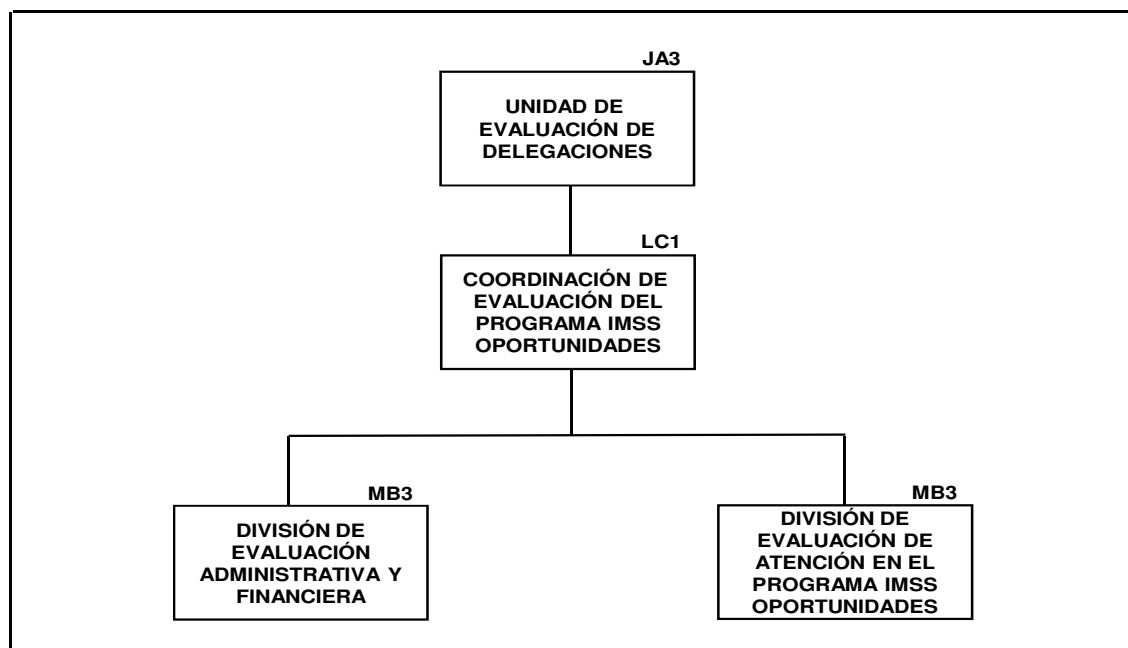 JA3
UNIDAD DE
EVALUACIÓN DE
DELEGACIONES
LC1
COORDINACIÓN DE
EVALUACIÓN DEL
PROGRAMA IMSS
OPORTUNIDADES
MB3
DIVISIÓN DE
EVALUACIÓN
ADMINISTRATIVA Y
FINANCIERA
MB3
DIVISIÓN DE
EVALUACIÓN DE
ATENCIÓN EN EL
PROGRAMA IMSS
OPORTUNIDADES